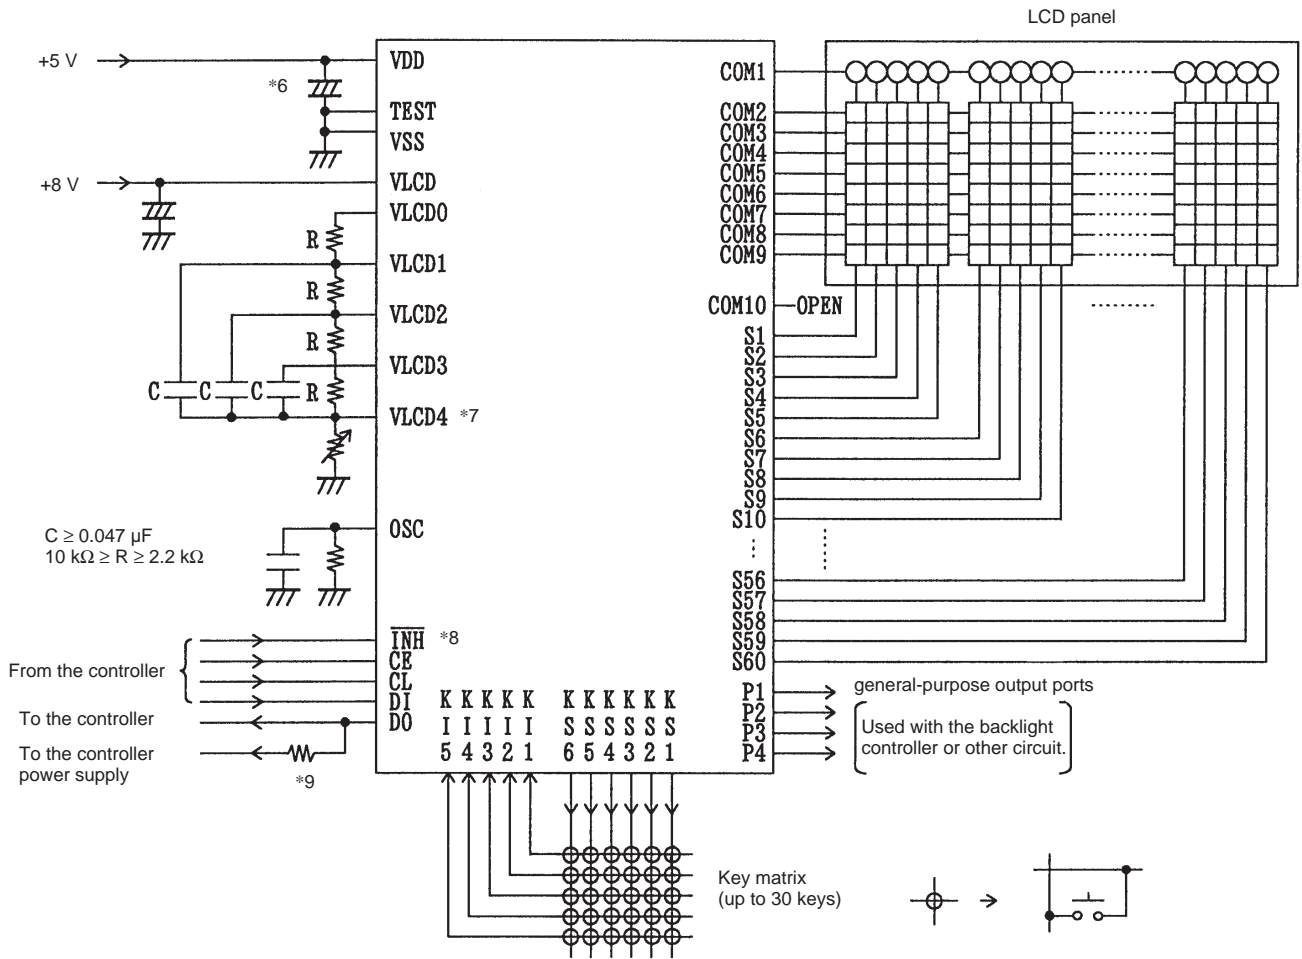 LCD panel
+5 V
*6
VDD
TEST
VSS
+8 V
VLCD
VLCD0
R
VLCD1
R
VLCD2
R
VLCD3
C
C
C
R
VLCD4 *7
C ≥ 0.047 µF
10 kΩ ≥ R ≥ 2.2 kΩ
OSC
From the controller
INH *8
CE
CL
DI
To the controller
DO
To the controller
power supply
*9
COM1
COM2
COM3
COM4
COM5
COM6
COM7
COM8
COM9
COM10 OPEN
S1
S2
S3
S4
S5
S6
S7
S8
S9
S10
S56
S57
S58
S59
S60
P1
P2
P3
P4
general-purpose output ports
Used with the backlight
controller or other circuit.
K K K K K K K K K K K
I I I I I S S S S S S
5 4 3 2 1 6 5 4 3 2 1
Key matrix
(up to 30 keys)